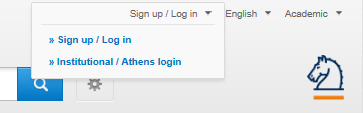 Sign up / Log in English Academic
» Sign up / Log in
» Institutional / Athens login